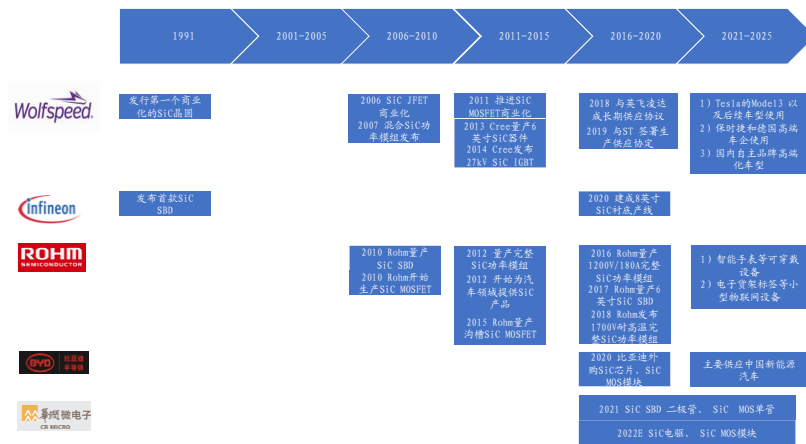 1991
2001-2005
2006-2010
2011-2015
2016-2020
2021-2025
Wolfspeed.
发行第一个商业
化的SiC晶圆
2006 SiC JFET
商业化
2007 混合SiC功
率模组发布
2011 推进SiC
MOSFET商业化
2013 Cree量产6
英寸SiC器件
2014 Cree发布
27kV SiC IGBT
2018 与英飞凌达
成长期供应协议
2019 与ST 签署生
产供应协定
1) Tesla的Model3 以
及后续车型使用
2) 保时捷和德国高端
车企使用
3) 国内自主品牌高端
化车型
infineon
发布首款SiC
SBD
2020 建成8英寸
SiC衬底产线
ROHM
SEMICONDUCTOR
2010 Rohm量产
SiC SBD
2010 Rohm开始
生产SiC MOSFET
2012 量产完整
SiC功率模组
2012 开始为汽
车领域提供SiC
产品
2015 Rohm量产
沟槽SiC MOSFET
2016 Rohm量产
1200V/180A完整
SiC功率模组
2017 Rohm量产6
英寸SiC SBD
2018 Rohm发布
1700V耐高温完
整SiC功率模组
1) 智能手表等可穿戴
设备
2) 电子货架标签等小
型物联网设备
BYD
比亚迪
半导体
2020 比亚迪外
购SiC芯片、SiC
MOS模块
主要供应中国新能源
汽车
华润微电子
CR MICRO
2021 SiC SBD 二极管、 SiC MOS单管
2022E SiC电驱、 SiC MOS模块